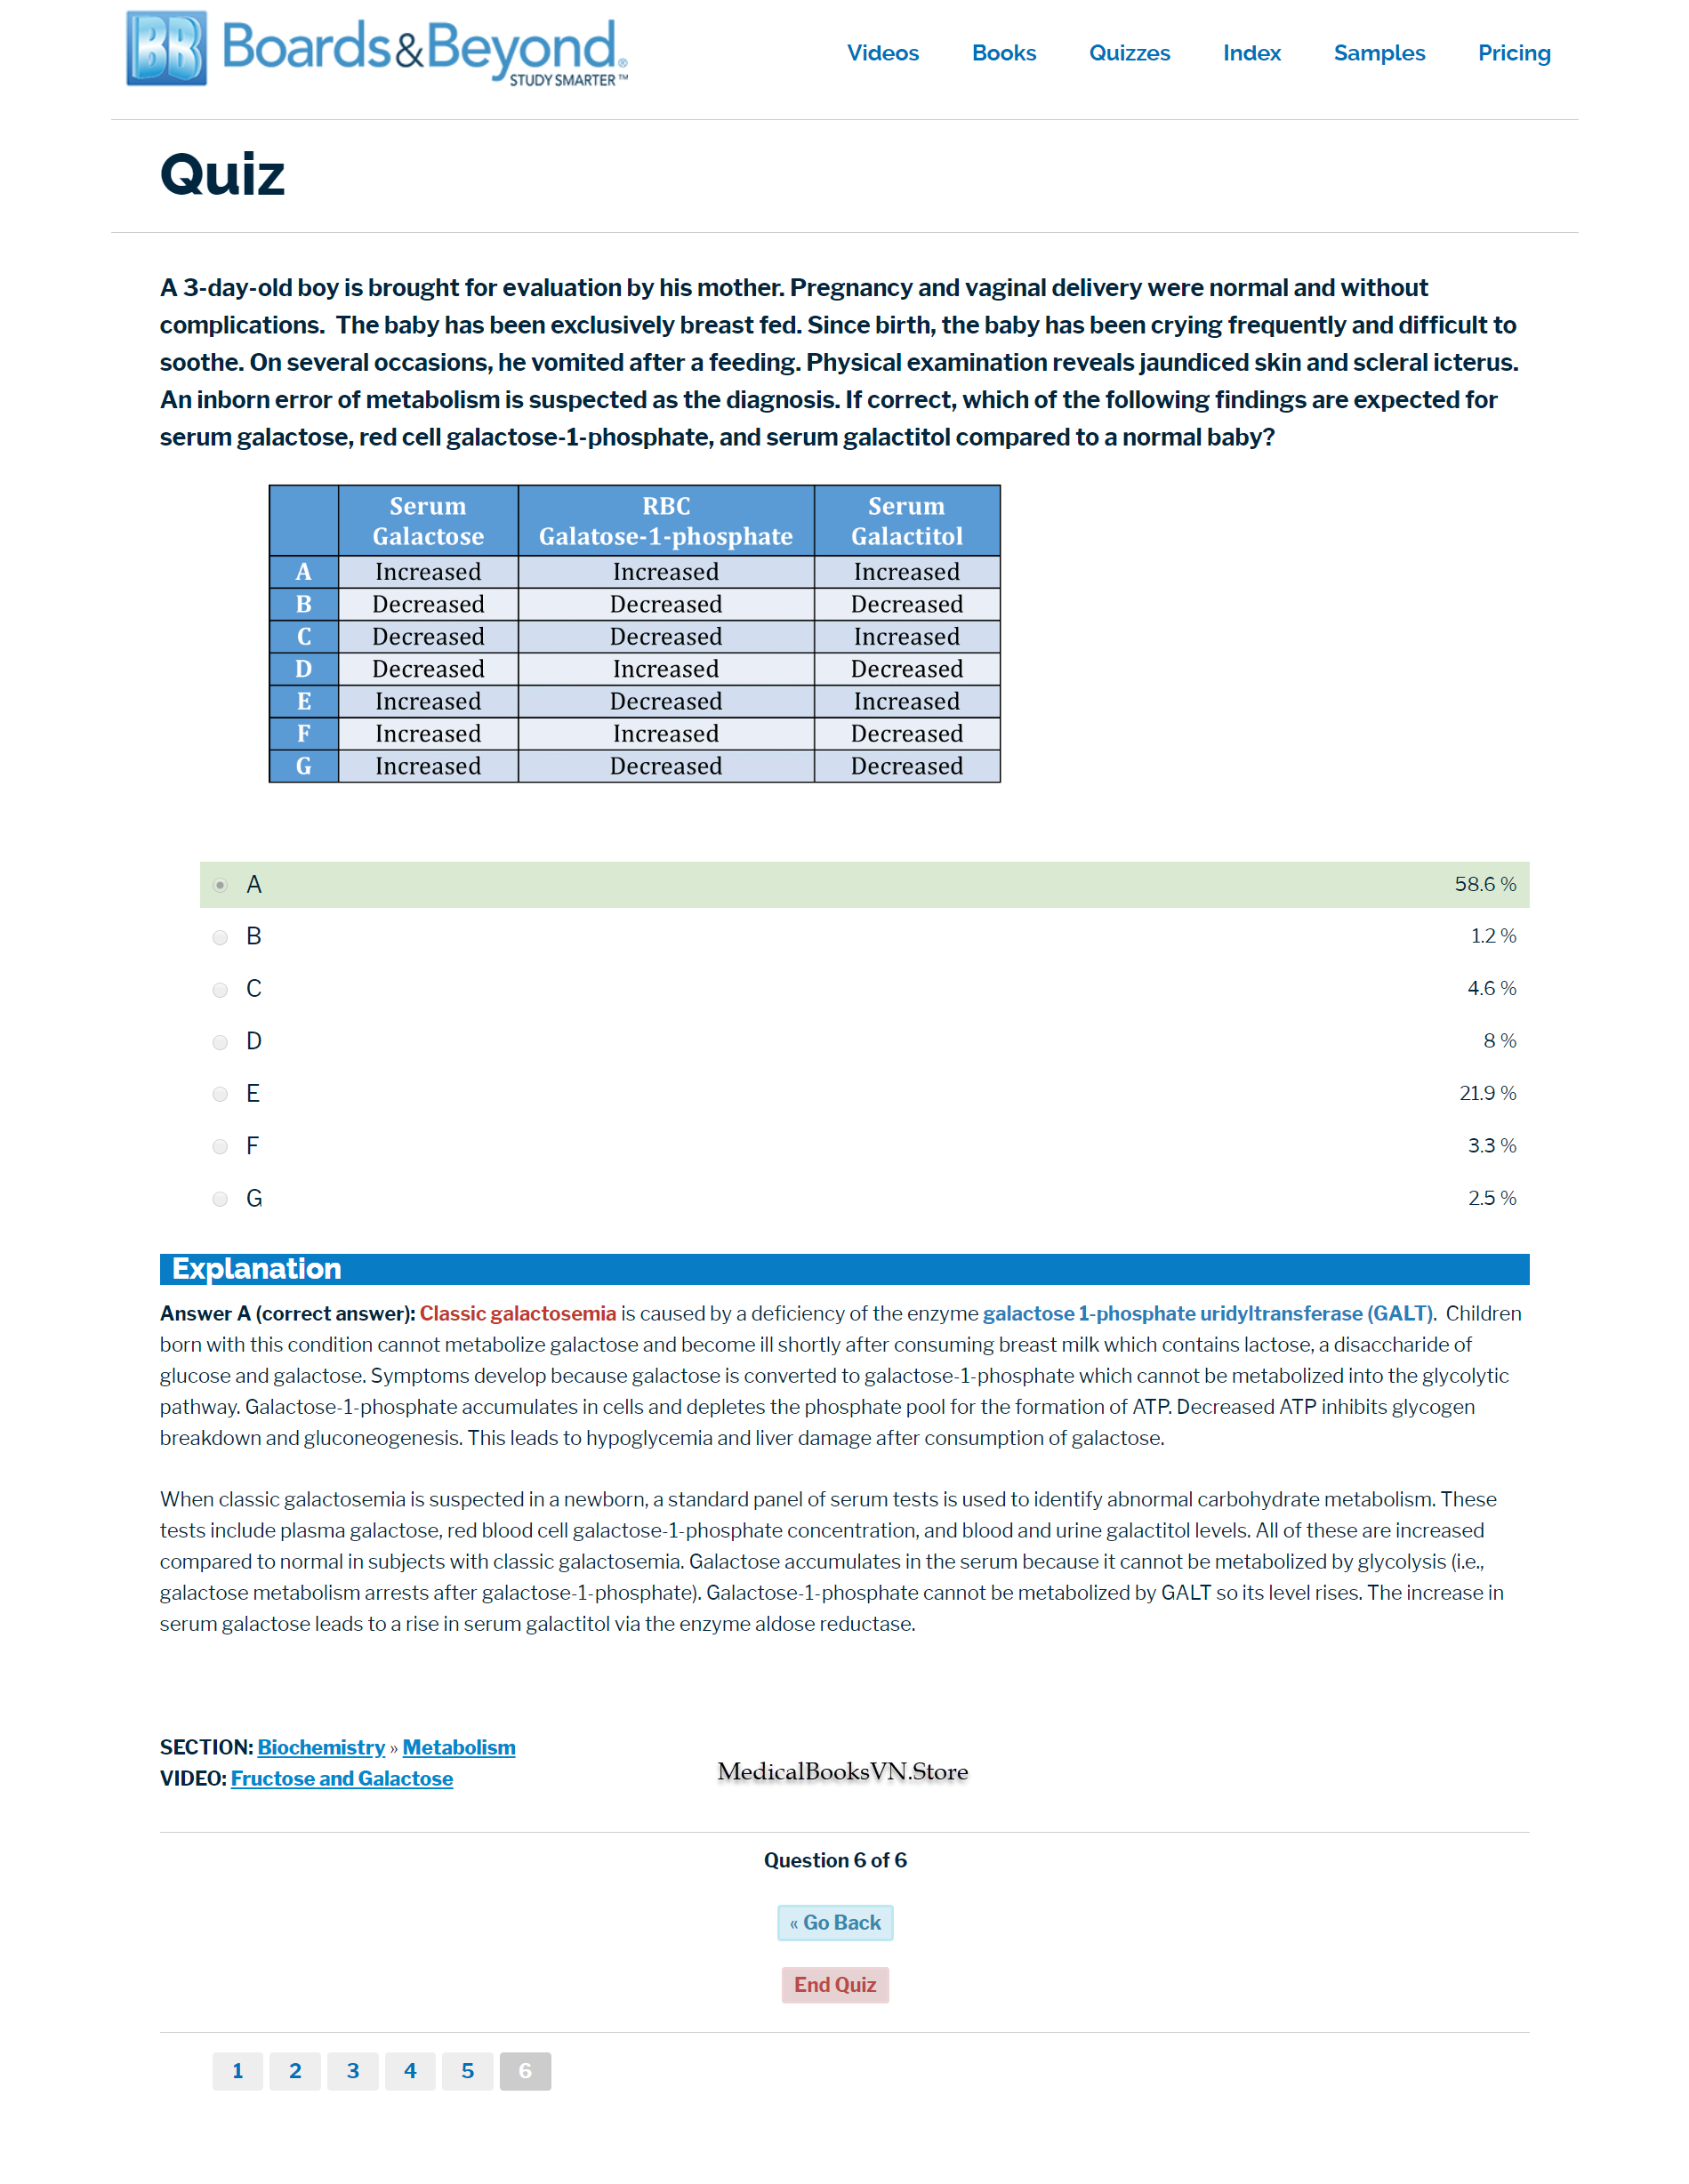 BB Boards&Beyond®
STUDY SMARTER™
Videos Books Quizzes Index Samples Pricing
Quiz
A 3-day-old boy is brought for evaluation by his mother. Pregnancy and vaginal delivery were normal and without
complications.  The baby has been exclusively breast fed. Since birth, the baby has been crying frequently and difficult to
soothe. On several occasions, he vomited after a feeding. Physical examination reveals jaundiced skin and scleral icterus.
An inborn error of metabolism is suspected as the diagnosis. If correct, which of the following findings are expected for
serum galactose, red cell galactose-1-phosphate, and serum galactitol compared to a normal baby?
Serum RBC Serum
Galactose Galatose-1-phosphate Galactitol
A Increased Increased Increased
B Decreased Decreased Decreased
C Decreased Decreased Increased
D Decreased Increased Decreased
E Increased Decreased Increased
F Increased Increased Decreased
G Increased Decreased Decreased
A 58.6 %
B 1.2 %
C 4.6 %
D 8 %
E 21.9 %
F 3.3 %
G 2.5 %
Explanation
Answer A (correct answer): Classic galactosemia is caused by a deficiency of the enzyme galactose 1-phosphate uridyltransferase (GALT).  Children
born with this condition cannot metabolize galactose and become ill shortly after consuming breast milk which contains lactose, a disaccharide of
glucose and galactose. Symptoms develop because galactose is converted to galactose-1-phosphate which cannot be metabolized into the glycolytic
pathway. Galactose-1-phosphate accumulates in cells and depletes the phosphate pool for the formation of ATP. Decreased ATP inhibits glycogen
breakdown and gluconeogenesis. This leads to hypoglycemia and liver damage after consumption of galactose.
When classic galactosemia is suspected in a newborn, a standard panel of serum tests is used to identify abnormal carbohydrate metabolism. These
tests include plasma galactose, red blood cell galactose-1-phosphate concentration, and blood and urine galactitol levels. All of these are increased
compared to normal in subjects with classic galactosemia. Galactose accumulates in the serum because it cannot be metabolized by glycolysis (i.e.,
galactose metabolism arrests after galactose-1-phosphate). Galactose-1-phosphate cannot be metabolized by GALT so its level rises. The increase in
serum galactose leads to a rise in serum galactitol via the enzyme aldose reductase.
SECTION: Biochemistry » Metabolism
VIDEO: Fructose and Galactose
MedicalBooksVN.Store
Question 6 of 6
« Go Back
End Quiz
1 2 3 4 5 6